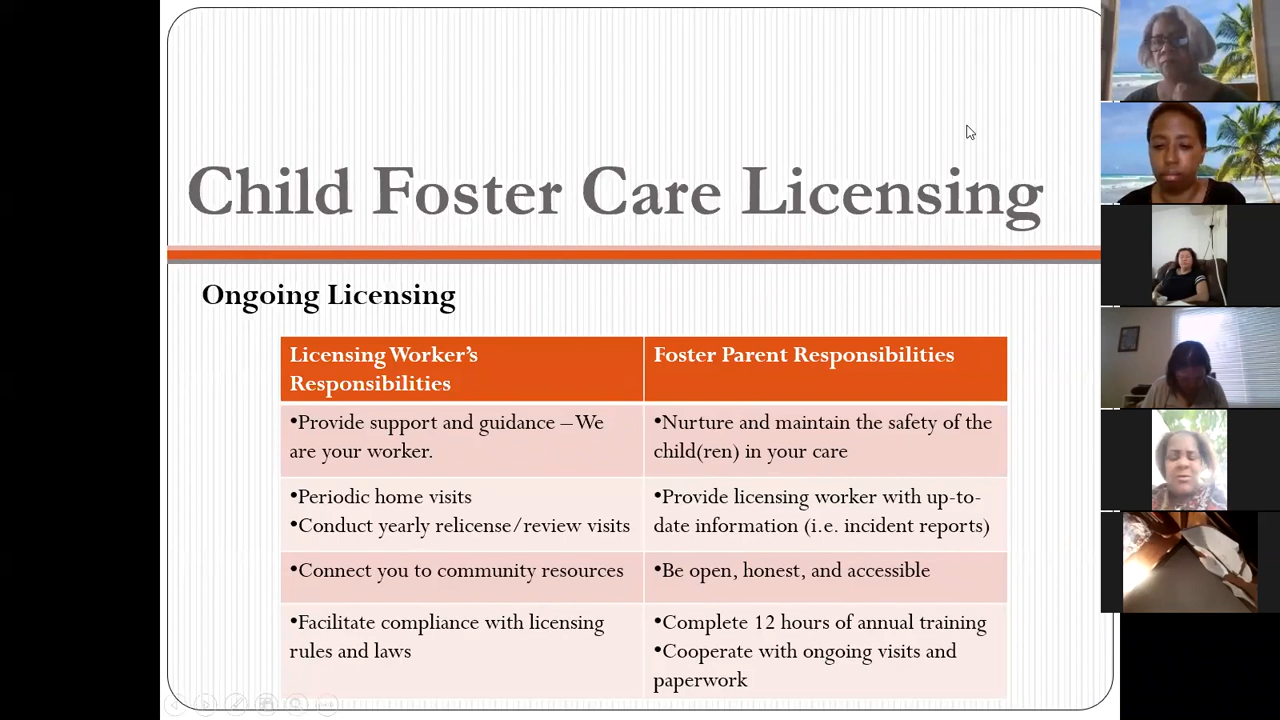 Child Foster Care Licensing
Ongoing Licensing
Licensing Worker's
Responsibilities
Foster Parent Responsibilities
•Provide support and guidance – We
are your worker.
•Nurture and maintain the safety of the
child(ren) in your care
•Periodic home visits
•Conduct yearly relicense/review visits
•Provide licensing worker with up-to-
date information (i.e. incident reports)
•Connect you to community resources
•Be open, honest, and accessible
•Facilitate compliance with licensing
rules and laws
•Complete 12 hours of annual training
•Cooperate with ongoing visits and
paperwork